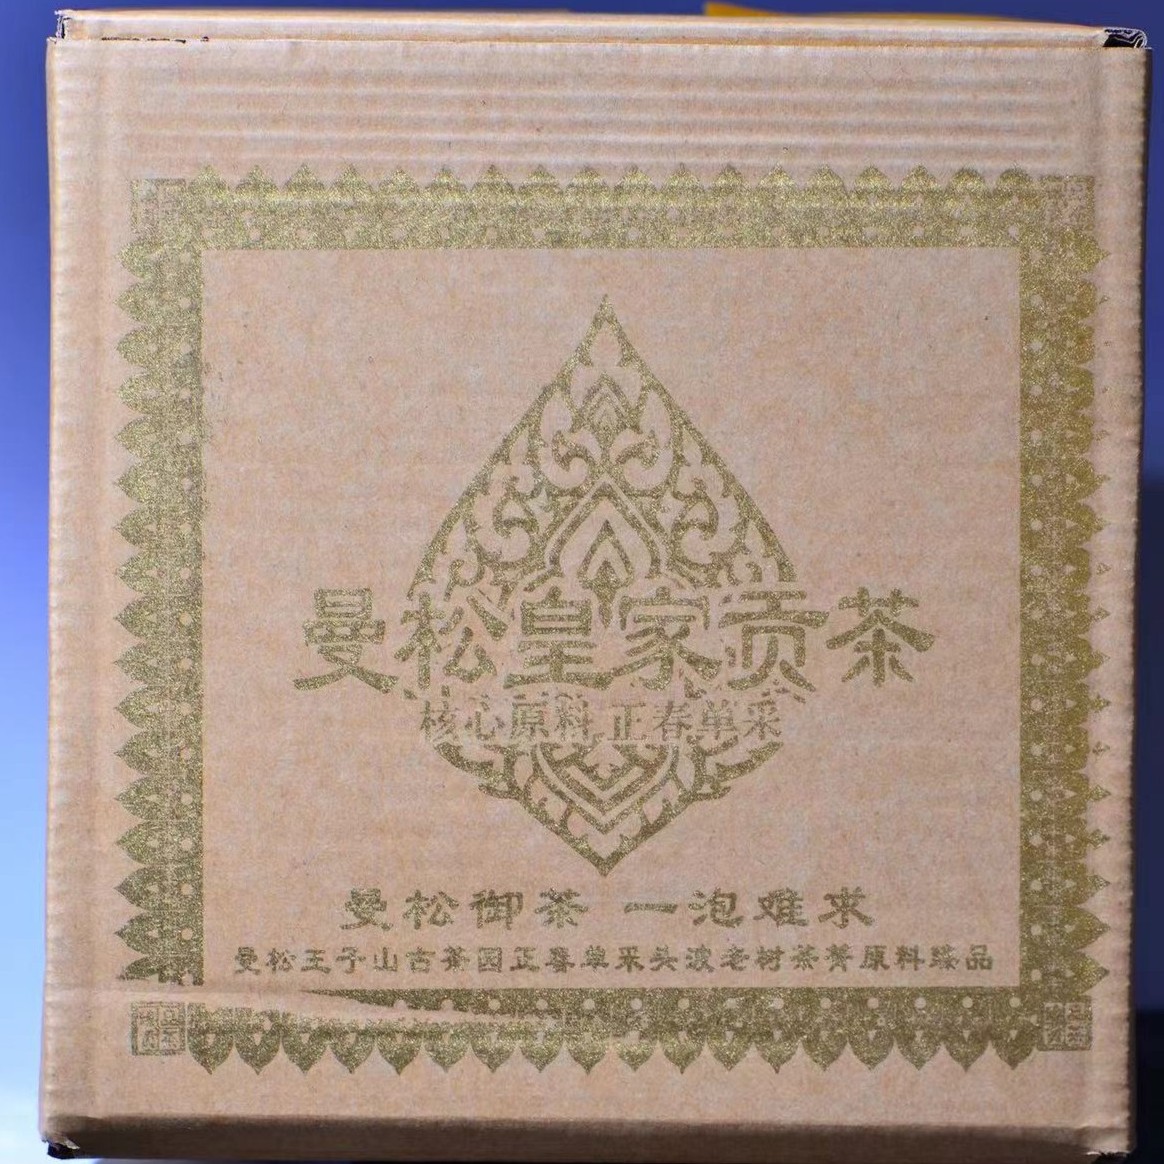 曼松皇家贡茶
核心原料 正春单采
曼松御茶 一泡难求
曼松王子山古茶园正春单采头波老树茶菁原料臻品